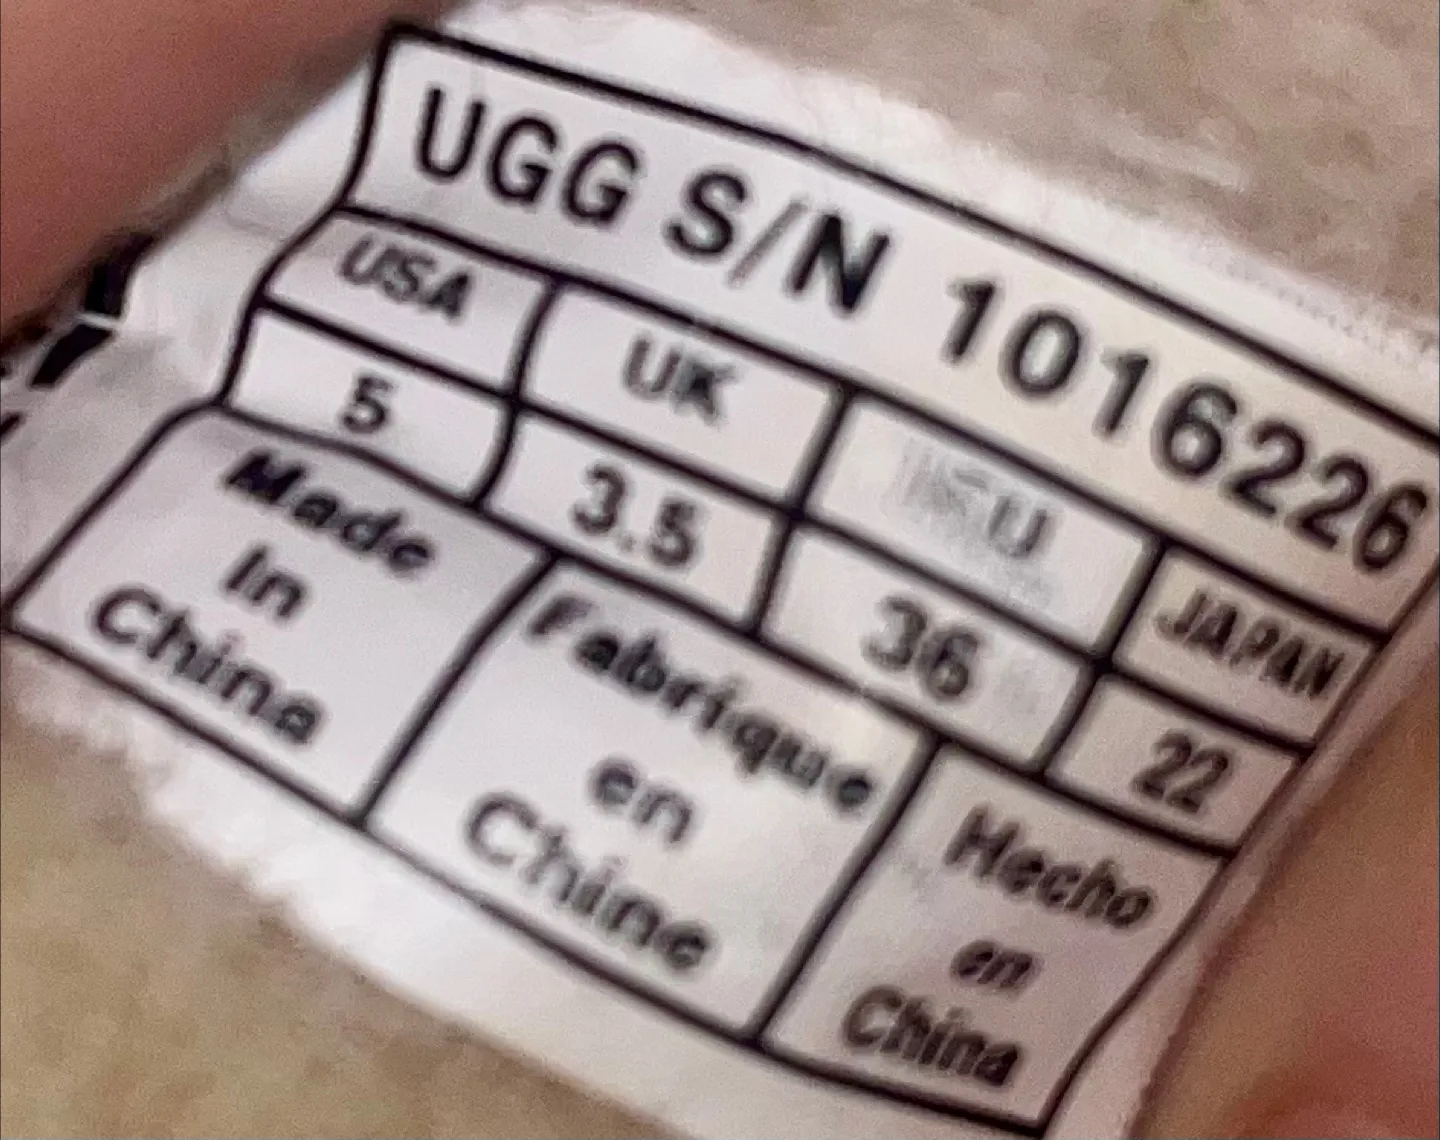 UGG S/N 1016226
USA UK EU JAPAN
5 3.5 36 22
Made
In
China
Fabrique
en
Chine
Hecho
en
China